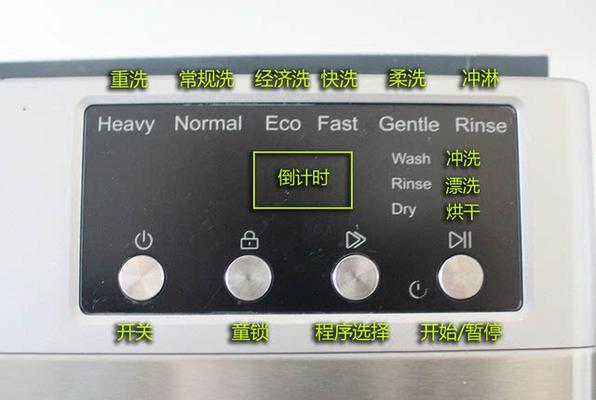 重洗 常规洗 经济洗 快洗 柔洗 冲淋
Heavy Normal Eco Fast Gentle Rinse
倒计时
Wash 冲洗
Rinse 漂洗
Dry 烘干
开关 童锁 程序选择 开始/暂停